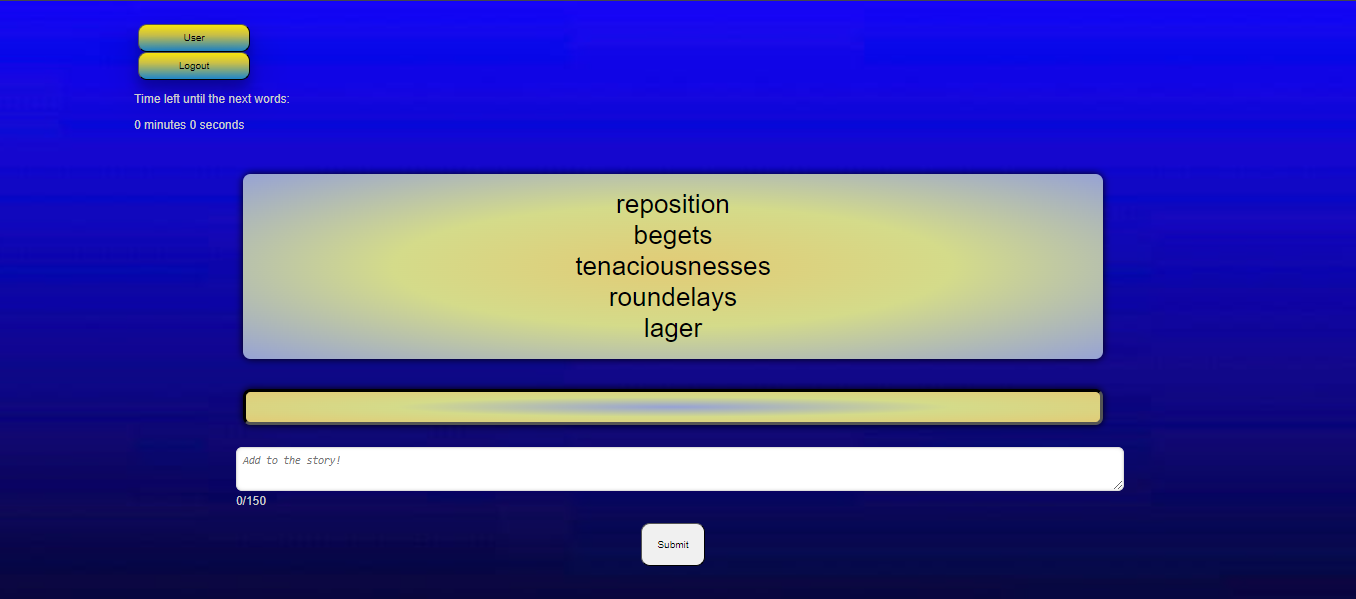 User
Logout
Time left until the next words:
0 minutes 0 seconds
reposition
begets
tenaciousnesses
roundelays
lager
Add to the story!
0/150
Submit